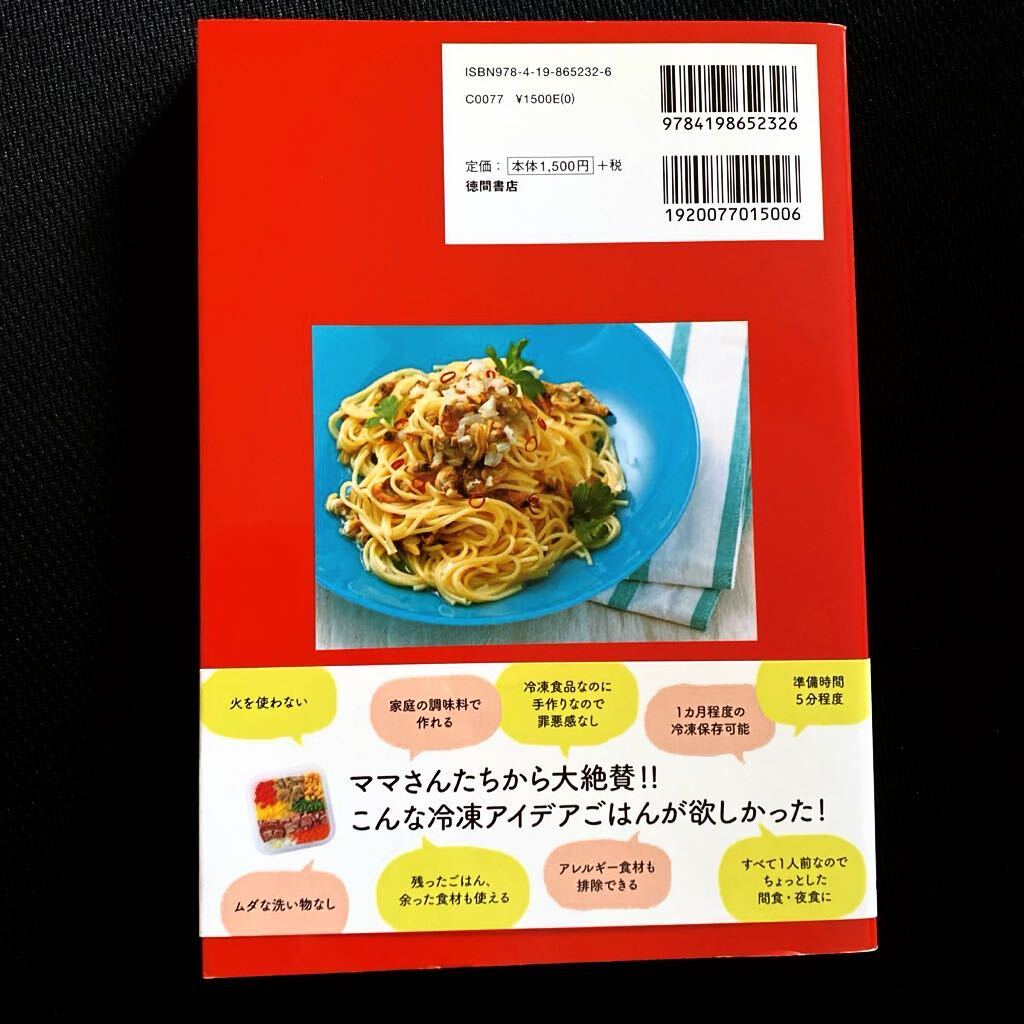 ISBN978-4-19-865232-6
C0077 ¥1500E(0)
9784198652326
定価：本体1,500円+税
徳間書店
1920077015006
火を使わない
家庭の調味料で
作れる
冷凍食品なのに
手作りなので
罪悪感なし
1カ月程度の
冷凍保存可能
準備時間
5分程度
ママさんたちから大絶賛!!
こんな冷凍アイデアごはんが欲しかった!
ムダな洗い物なし
残ったごはん、
余った食材も使える
アレルギー食材も
排除できる
すべて1人前なので
ちょっとした
間食・夜食に